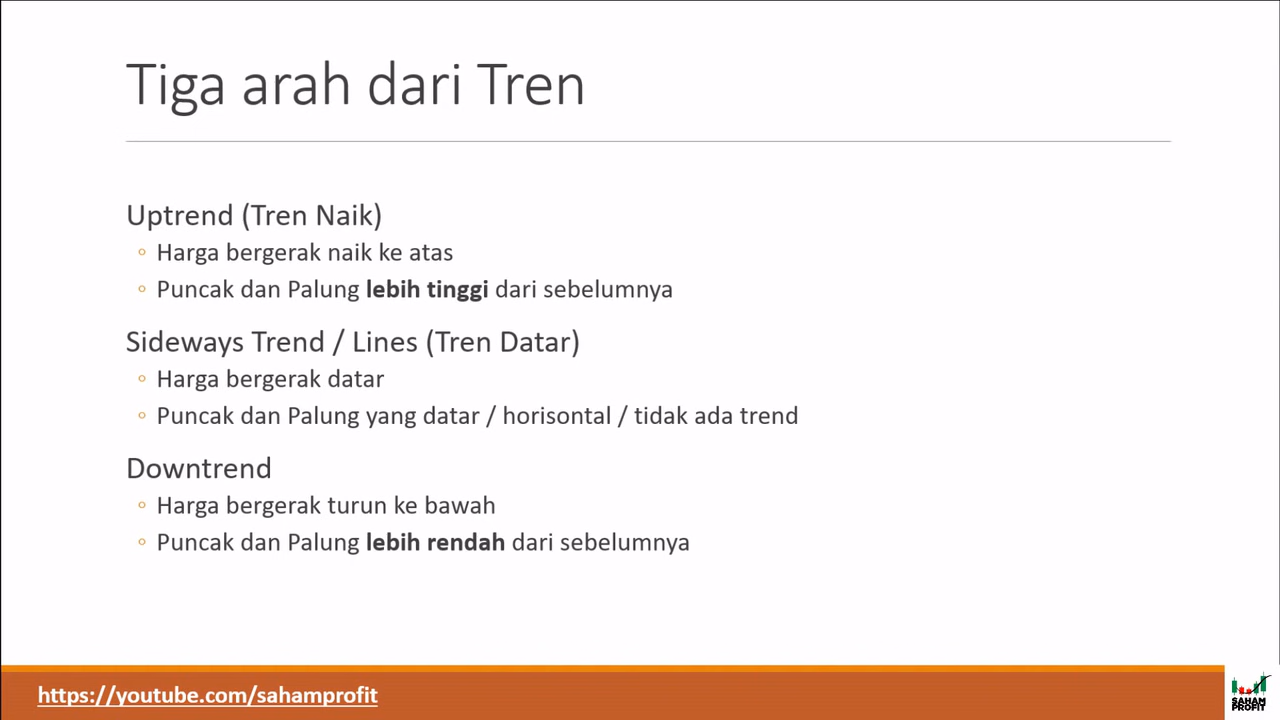 Tiga arah dari Tren
Uptrend (Tren Naik)
◦ Harga bergerak naik ke atas
◦ Puncak dan Palung lebih tinggi dari sebelumnya
Sideways Trend / Lines (Tren Datar)
◦ Harga bergerak datar
◦ Puncak dan Palung yang datar / horisontal / tidak ada trend
Downtrend
◦ Harga bergerak turun ke bawah
◦ Puncak dan Palung lebih rendah dari sebelumnya
https://youtube.com/sahamprofit
SAHAM
PROFIT